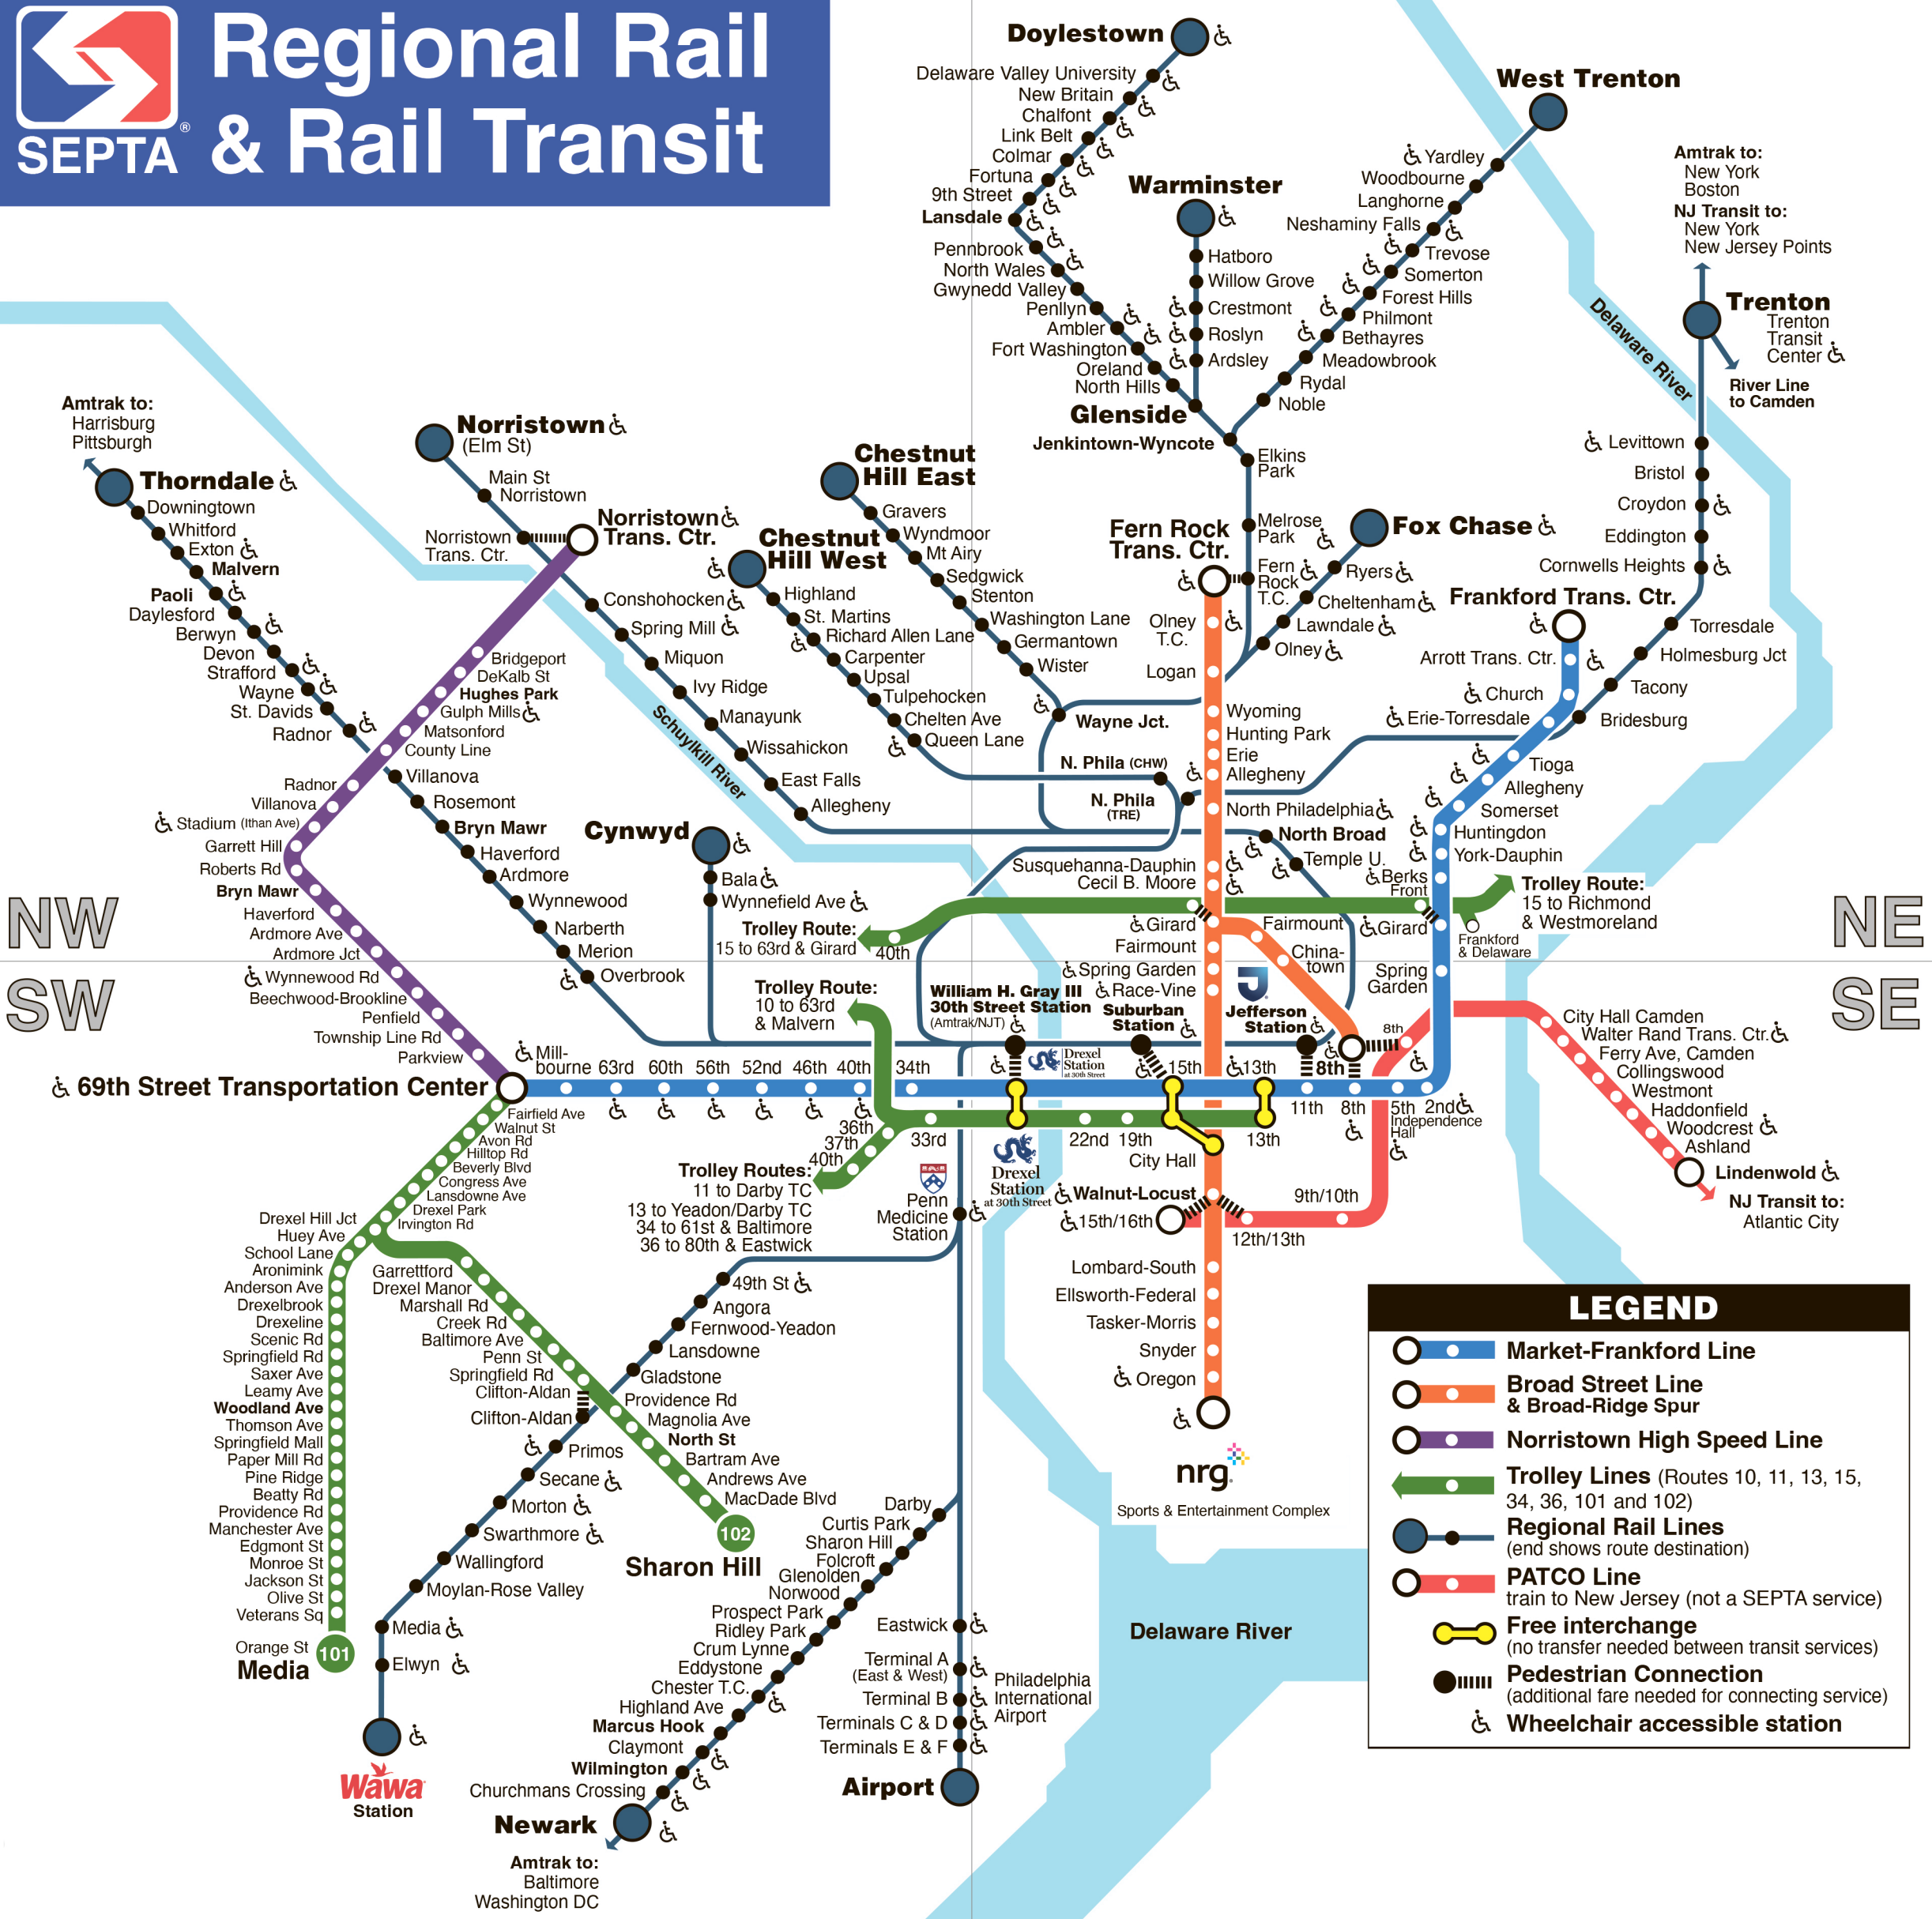 SEPTA
®
Regional Rail
& Rail Transit
Doylestown
Delaware Valley University
New Britain
Chalfont
Link Belt
Colmar
Fortuna
9th Street
Lansdale
Pennbrook
North Wales
Gwynedd Valley
Penllyn
Ambler
Fort Washington
Oreland
North Hills
Glenside
Jenkintown-Wyncote
Warminster
Hatboro
Willow Grove
Crestmont
Roslyn
Ardsley
West Trenton
Yardley
Woodbourne
Langhorne
Neshaminy Falls
Trevose
Somerton
Forest Hills
Philmont
Bethayres
Meadowbrook
Rydal
Noble
Amtrak to:
New York
Boston
NJ Transit to:
New York
New Jersey Points
Trenton
Trenton
Transit
Center
River Line
to Camden
Delaware River
Levittown
Bristol
Croydon
Eddington
Cornwells Heights
Torresdale
Holmesburg Jct
Tacony
Bridesburg
Elkins
Park
Melrose
Park
Fern
Rock
T.C.
Fox Chase
Ryers
Cheltenham
Lawndale
Olney
Amtrak to:
Harrisburg
Pittsburgh
Thorndale
Downingtown
Whitford
Exton
Malvern
Paoli
Daylesford
Berwyn
Devon
Strafford
Wayne
St. Davids
Radnor
Villanova
Rosemont
Bryn Mawr
Haverford
Ardmore
Wynnewood
Narberth
Merion
Overbrook
Norristown
(Elm St)
Main St
Norristown
Norristown
Trans. Ctr.
Norristown
Trans. Ctr.
Conshohocken
Spring Mill
Miquon
Ivy Ridge
Manayunk
Wissahickon
East Falls
Allegheny
Schuylkill River
Bridgeport
DeKalb St
Hughes Park
Gulph Mills
Matsonford
County Line
Radnor
Villanova
Stadium (Ithan Ave)
Garrett Hill
Roberts Rd
Bryn Mawr
Haverford
Ardmore Ave
Ardmore Jct
Wynnewood Rd
Beechwood-Brookline
Penfield
Township Line Rd
Parkview
Chestnut
Hill East
Gravers
Wyndmoor
Mt Airy
Sedgwick
Stenton
Washington Lane
Germantown
Wister
Wayne Jct.
Chestnut
Hill West
Highland
St. Martins
Richard Allen Lane
Carpenter
Upsal
Tulpehocken
Chelten Ave
Queen Lane
N. Phila (CHW)
N. Phila
(TRE)
North Broad
Temple U.
Cynwyd
Bala
Wynnefield Ave
Fern Rock
Trans. Ctr.
Olney
T.C.
Logan
Wyoming
Hunting Park
Erie
Allegheny
North Philadelphia
Susquehanna-Dauphin
Cecil B. Moore
Girard
Fairmount
Spring Garden
Race-Vine
Fairmount
China-
town
Frankford Trans. Ctr.
Arrott Trans. Ctr.
Church
Erie-Torresdale
Tioga
Allegheny
Somerset
Huntingdon
York-Dauphin
Berks
Front
Girard
Spring
Garden
Trolley Route:
15 to Richmond
& Westmoreland
Frankford
& Delaware
Trolley Route:
15 to 63rd & Girard
40th
Trolley Route:
10 to 63rd
& Malvern
NW
SW
NE
SE
William H. Gray III
30th Street Station
(Amtrak/NJT)
Suburban
Station
J
Jefferson
Station
Drexel
Station
at 30th Street
8th
8th
69th Street Transportation Center
Mill-
bourne
63rd
60th
56th
52nd
46th
40th
34th
15th
13th
11th
8th
5th
Independence
Hall
2nd
36th
37th
40th
33rd
22nd
19th
13th
City Hall
Drexel
Station
at 30th Street
Trolley Routes:
11 to Darby TC
13 to Yeadon/Darby TC
34 to 61st & Baltimore
36 to 80th & Eastwick
Penn
Medicine
Station
Walnut-Locust
15th/16th
12th/13th
9th/10th
Lombard-South
Ellsworth-Federal
Tasker-Morris
Snyder
Oregon
nrg
Sports & Entertainment Complex
City Hall Camden
Walter Rand Trans. Ctr.
Ferry Ave, Camden
Collingswood
Westmont
Haddonfield
Woodcrest
Ashland
Lindenwold
NJ Transit to:
Atlantic City
Fairfield Ave
Walnut St
Avon Rd
Hilltop Rd
Beverly Blvd
Congress Ave
Lansdowne Ave
Drexel Park
Irvington Rd
Drexel Hill Jct
Huey Ave
School Lane
Aronimink
Anderson Ave
Drexelbrook
Drexeline
Scenic Rd
Springfield Rd
Saxer Ave
Leamy Ave
Woodland Ave
Thomson Ave
Springfield Mall
Paper Mill Rd
Pine Ridge
Beatty Rd
Providence Rd
Manchester Ave
Edgmont St
Monroe St
Jackson St
Olive St
Veterans Sq
Orange St
Media
101
Garrettford
Drexel Manor
Marshall Rd
Creek Rd
Baltimore Ave
Penn St
Springfield Rd
Clifton-Aldan
Clifton-Aldan
Providence Rd
Magnolia Ave
North St
Bartram Ave
Andrews Ave
MacDade Blvd
102
Sharon Hill
49th St
Angora
Fernwood-Yeadon
Lansdowne
Gladstone
Primos
Secane
Morton
Swarthmore
Wallingford
Moylan-Rose Valley
Media
Elwyn
Wawa
Station
Darby
Curtis Park
Sharon Hill
Folcroft
Glenolden
Norwood
Prospect Park
Ridley Park
Crum Lynne
Eddystone
Chester T.C.
Highland Ave
Marcus Hook
Claymont
Wilmington
Churchmans Crossing
Newark
Amtrak to:
Baltimore
Washington DC
Eastwick
Terminal A
(East & West)
Terminal B
Terminals C & D
Terminals E & F
Philadelphia
International
Airport
Airport
Delaware River
LEGEND
Market-Frankford Line
Broad Street Line
& Broad-Ridge Spur
Norristown High Speed Line
Trolley Lines (Routes 10, 11, 13, 15,
34, 36, 101 and 102)
Regional Rail Lines
(end shows route destination)
PATCO Line
train to New Jersey (not a SEPTA service)
Free interchange
(no transfer needed between transit services)
Pedestrian Connection
(additional fare needed for connecting service)
Wheelchair accessible station